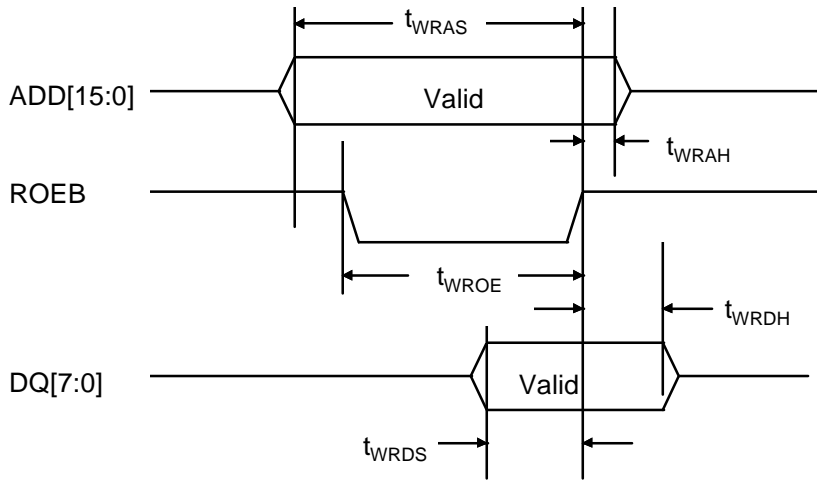 tWRAS
ADD[15:0]
Valid
tWRAH
ROEB
tWROE
tWRDH
DQ[7:0]
Valid
tWRDS